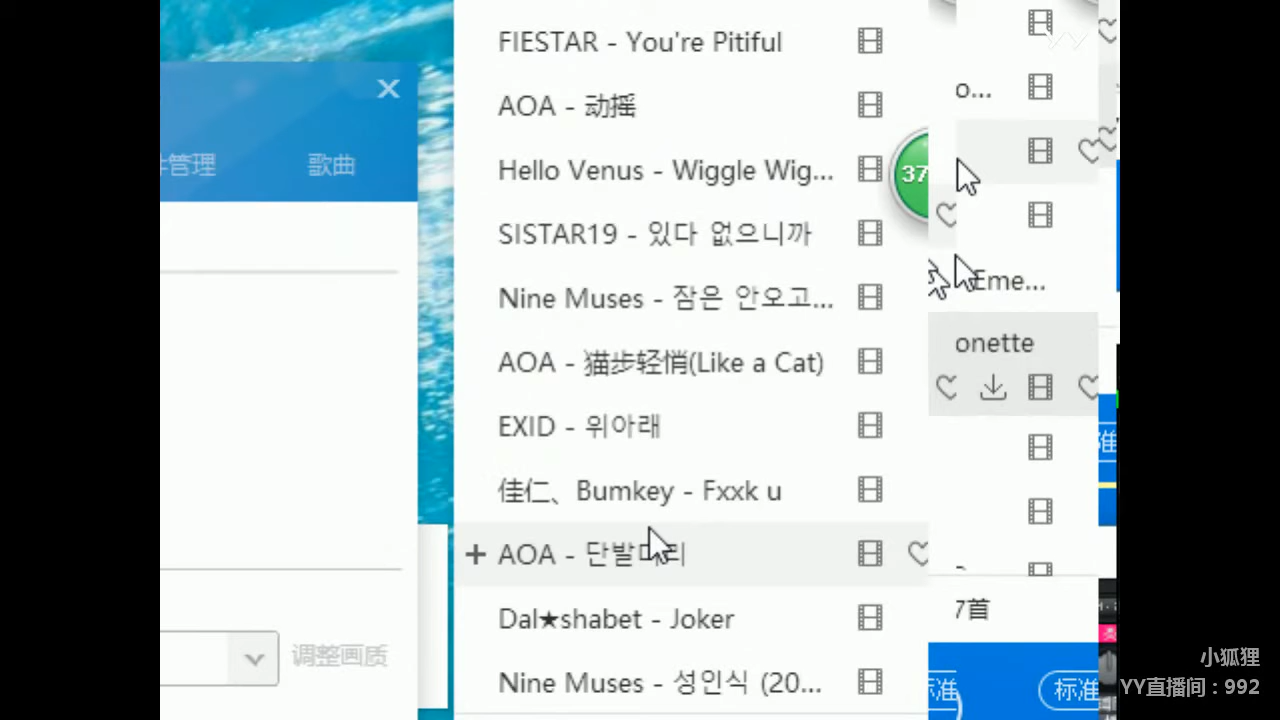 FIESTAR - You're Pitiful
AOA - 动摇
Hello Venus - Wiggle Wig...
SISTAR19 - 있다 없으니까
Nine Muses - 잠은 안오고...
AOA - 猫步轻悄(Like a Cat)
EXID - 위아래
佳仁、Bumkey - Fxxk u
+ AOA - 단발머리
Dal★shabet - Joker
Nine Muses - 성인식 (20...
管理
歌曲
调整画质
37
o...
Eme...
onette
7首
标准
小狐狸
YY直播间：992